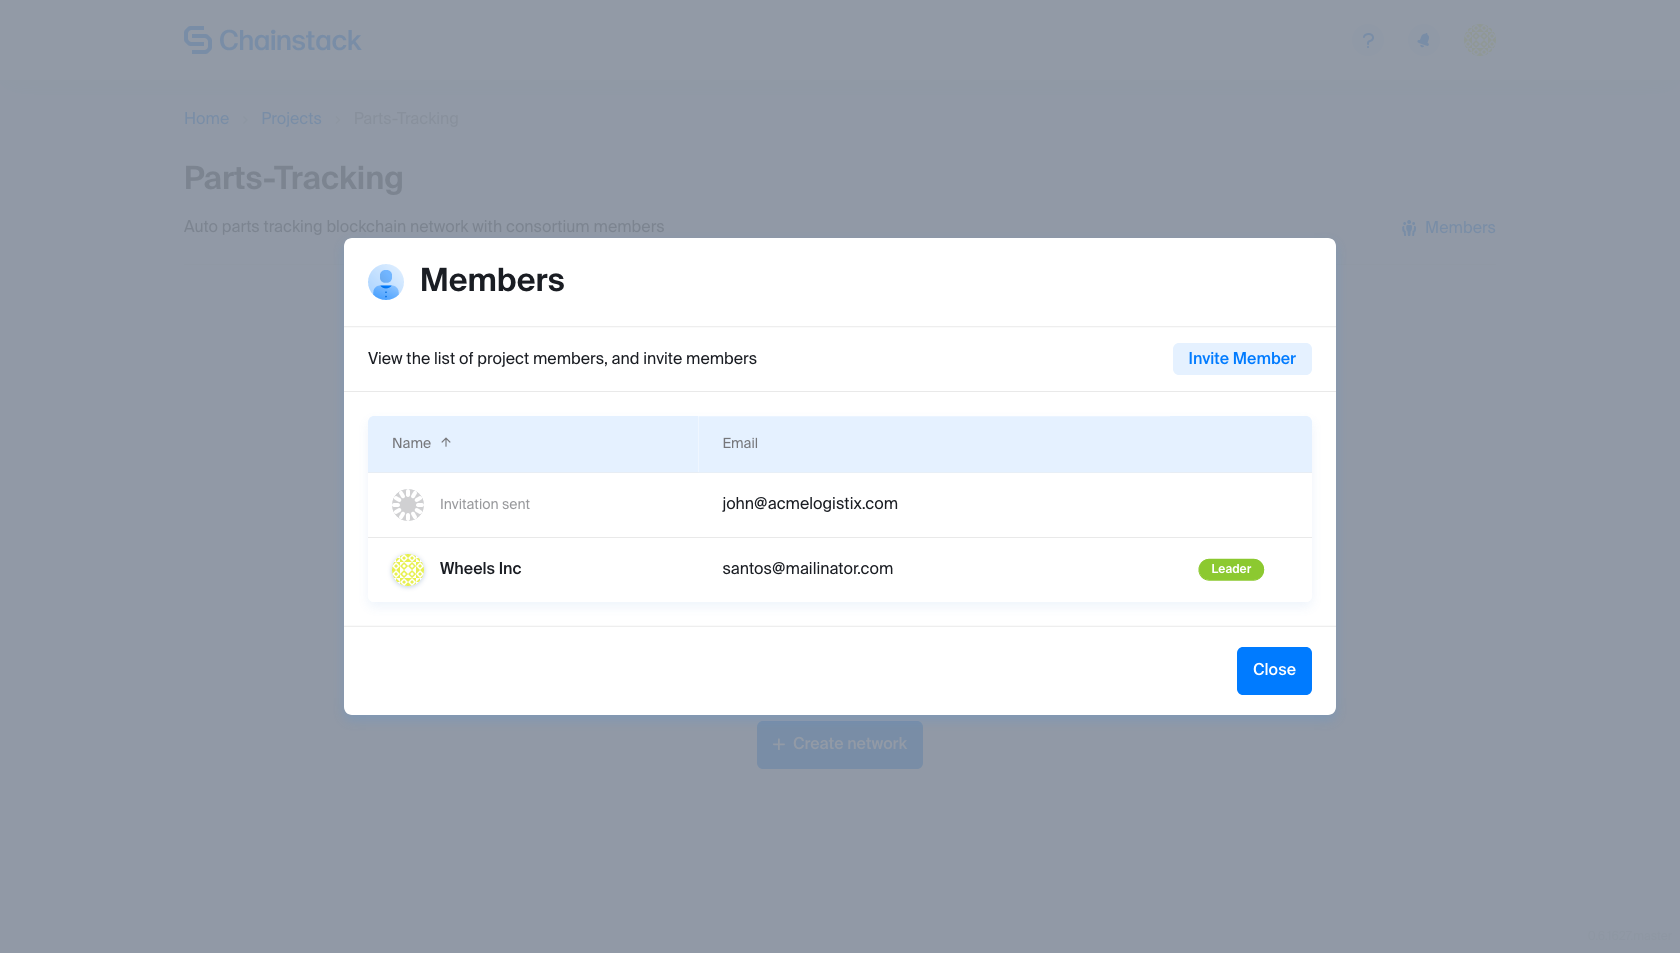 Chainstack
?
Home Projects Parts-Tracking
Parts-Tracking
Auto parts tracking blockchain network with consortium members
Members
Members
View the list of project members, and invite members
Invite Member
Name ↑ Email
Invitation sent john@acmelogistix.com
Wheels Inc santos@mailinator.com Leader
Close
+ Create network